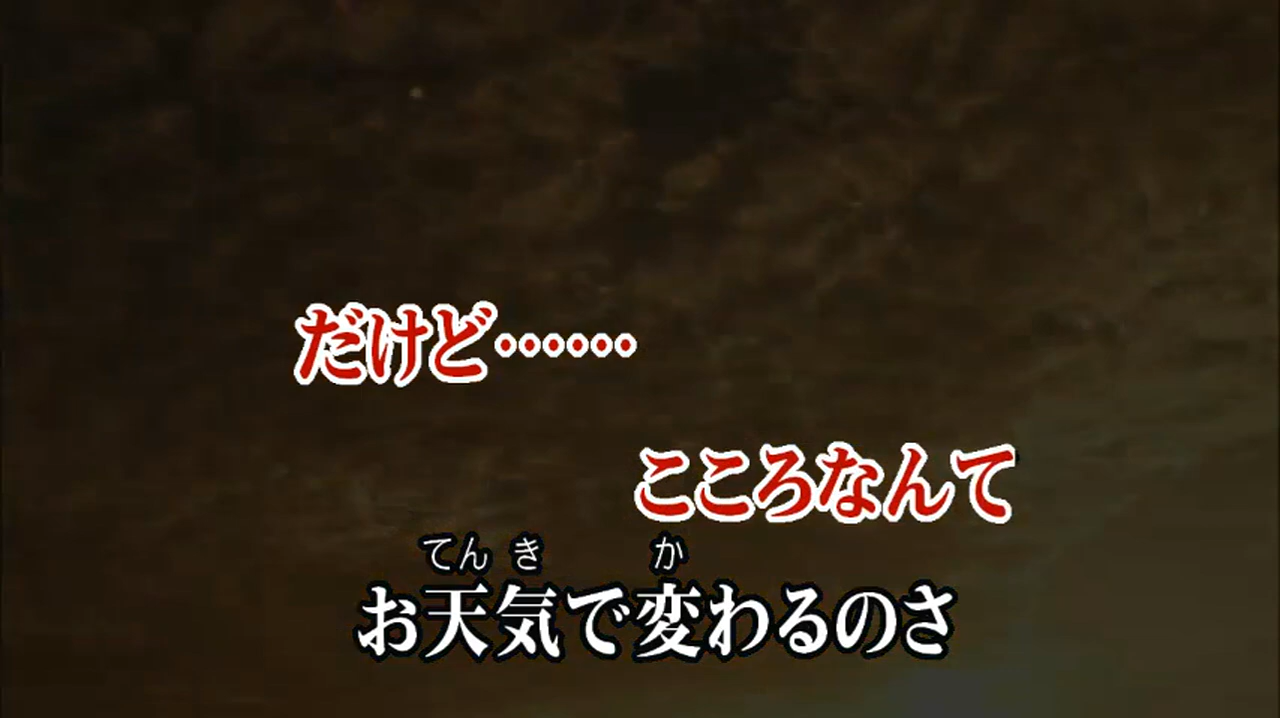 だけど……
こころなんて
てんき か
お天気で変わるのさ